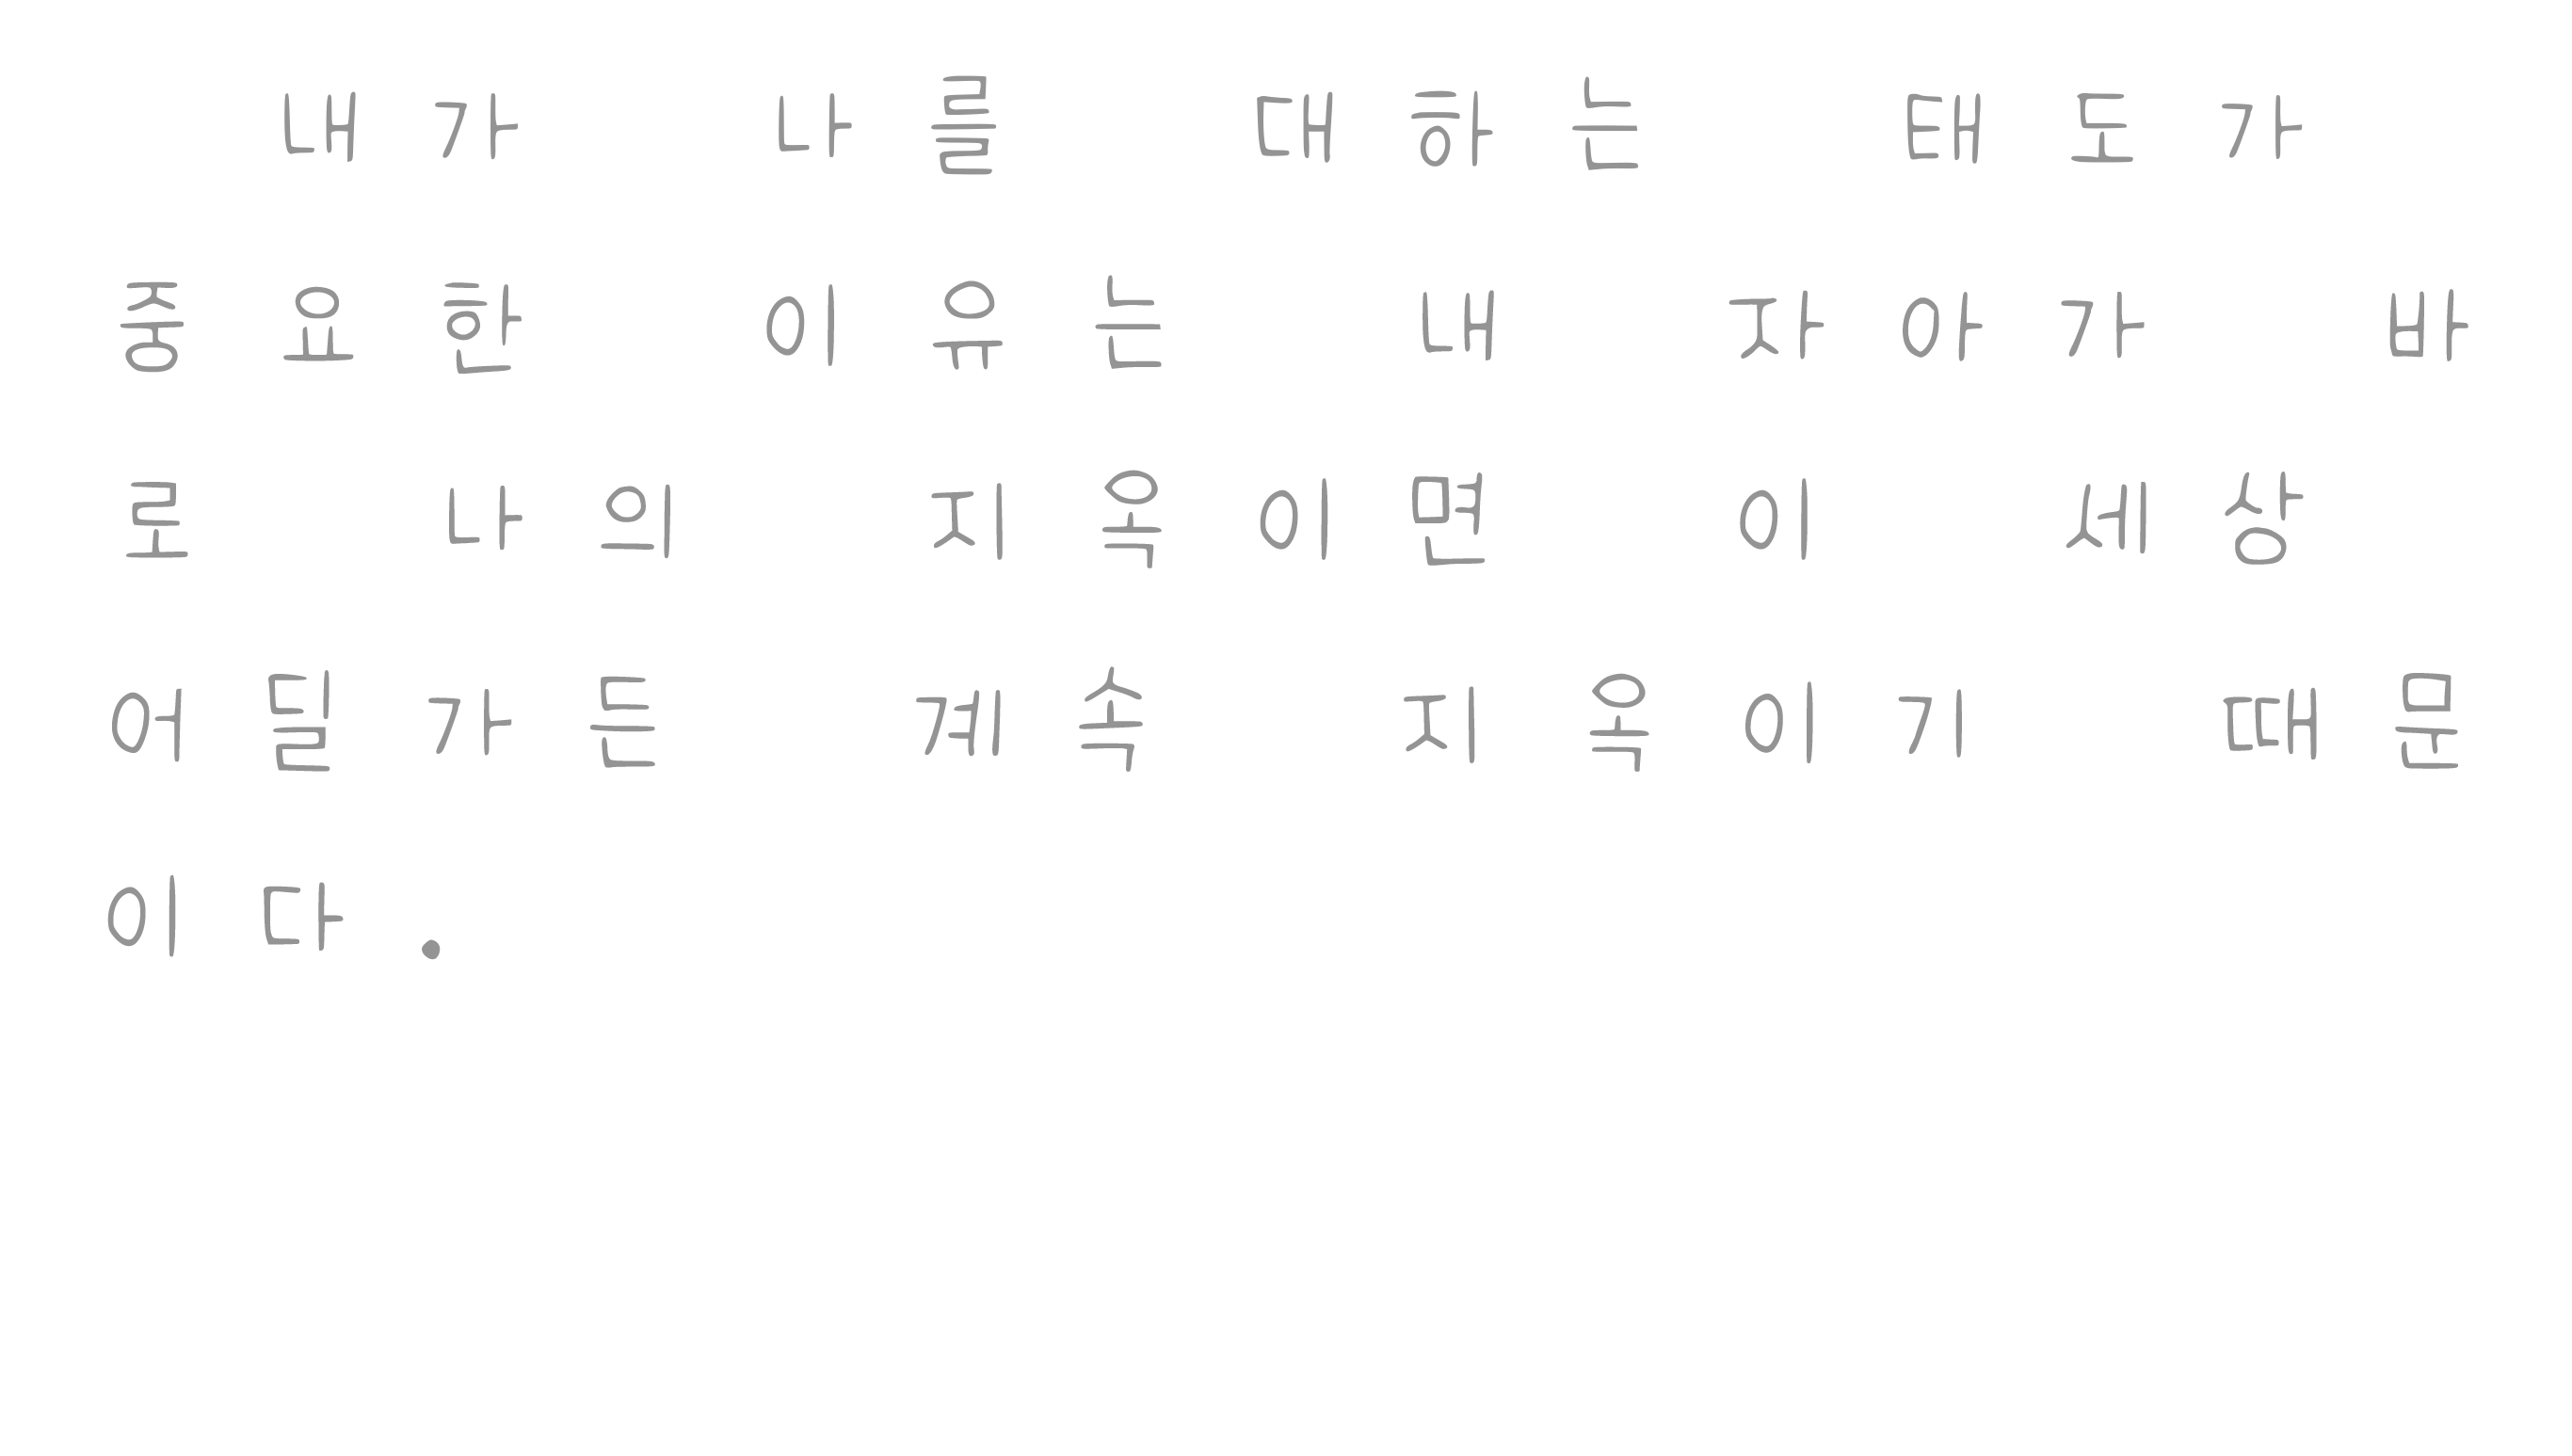 내가 나를 대하는 태도가
중요한 이유는 내 자아가 바
로 나의 지옥이면 이 세상
어딜가든 계속 지옥이기 때문
이다.